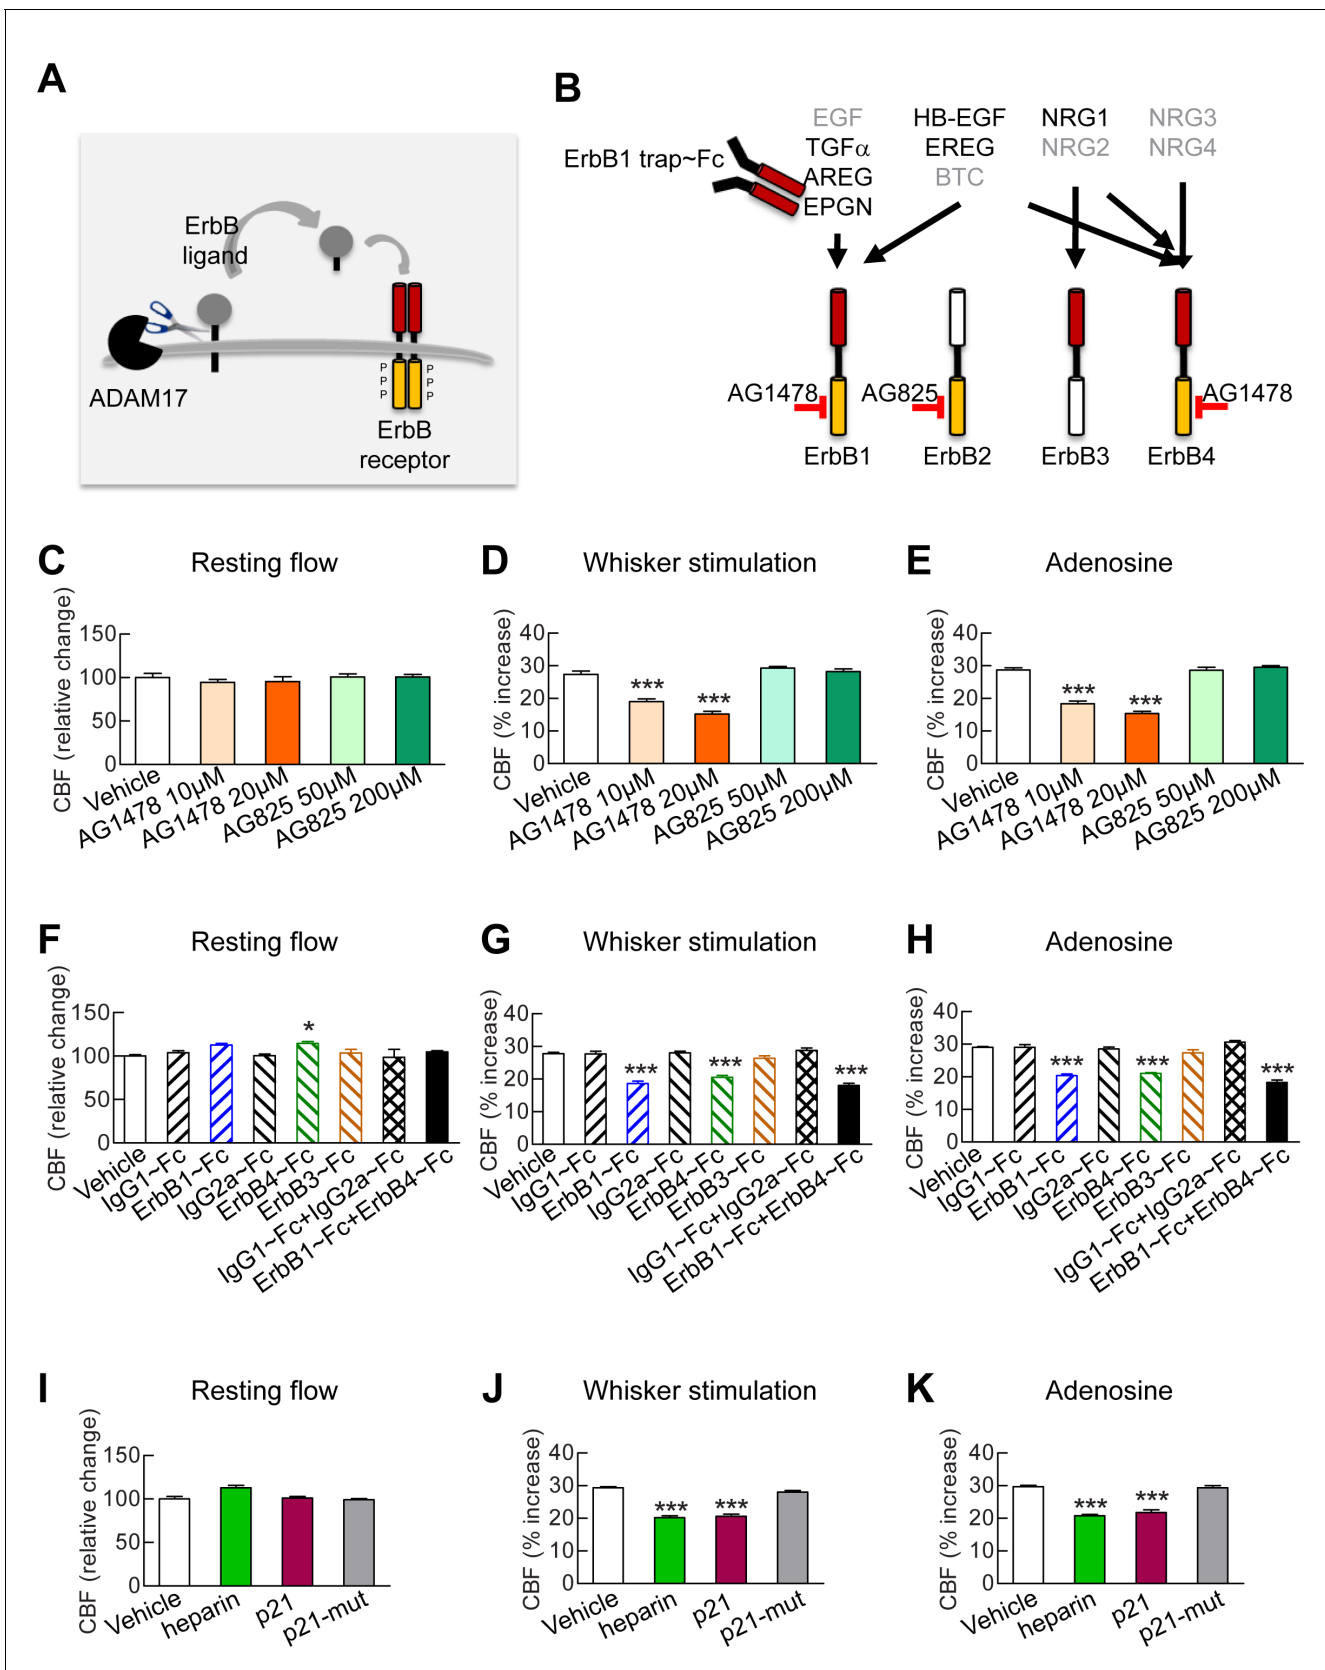 A
ErbB
ligand
ADAM17
P
P
P
P
P
P
ErbB
receptor
B
ErbB1 trap~Fc
EGF
TGFα
AREG
EPGN
HB-EGF
EREG
BTC
NRG1
NRG2
NRG3
NRG4
AG1478
AG825
AG1478
ErbB1
ErbB2
ErbB3
ErbB4
C
Resting flow
CBF (relative change)
150
100
50
0
Vehicle
AG1478 10µM
AG1478 20µM
AG825 50µM
AG825 200µM
D
Whisker stimulation
CBF (% increase)
40
30
20
10
0
***
***
Vehicle
AG1478 10µM
AG1478 20µM
AG825 50µM
AG825 200µM
E
Adenosine
CBF (% increase)
40
30
20
10
0
***
***
Vehicle
AG1478 10µM
AG1478 20µM
AG825 50µM
AG825 200µM
F
Resting flow
CBF (relative change)
150
100
50
0
*
Vehicle
IgG1~Fc
ErbB1~Fc
IgG2a~Fc
ErbB4~Fc
ErbB3~Fc
IgG1~Fc+IgG2a~Fc
ErbB1~Fc+ErbB4~Fc
G
Whisker stimulation
CBF (% increase)
40
30
20
10
0
***
***
***
Vehicle
IgG1~Fc
ErbB1~Fc
IgG2a~Fc
ErbB4~Fc
ErbB3~Fc
IgG1~Fc+IgG2a~Fc
ErbB1~Fc+ErbB4~Fc
H
Adenosine
CBF (% increase)
40
30
20
10
0
***
***
***
Vehicle
IgG1~Fc
ErbB1~Fc
IgG2a~Fc
ErbB4~Fc
ErbB3~Fc
IgG1~Fc+IgG2a~Fc
ErbB1~Fc+ErbB4~Fc
I
Resting flow
CBF (relative change)
150
100
50
0
Vehicle
heparin
p21
p21-mut
J
Whisker stimulation
CBF (% increase)
40
30
20
10
0
***
***
Vehicle
heparin
p21
p21-mut
K
Adenosine
CBF (% increase)
40
30
20
10
0
***
***
Vehicle
heparin
p21
p21-mut